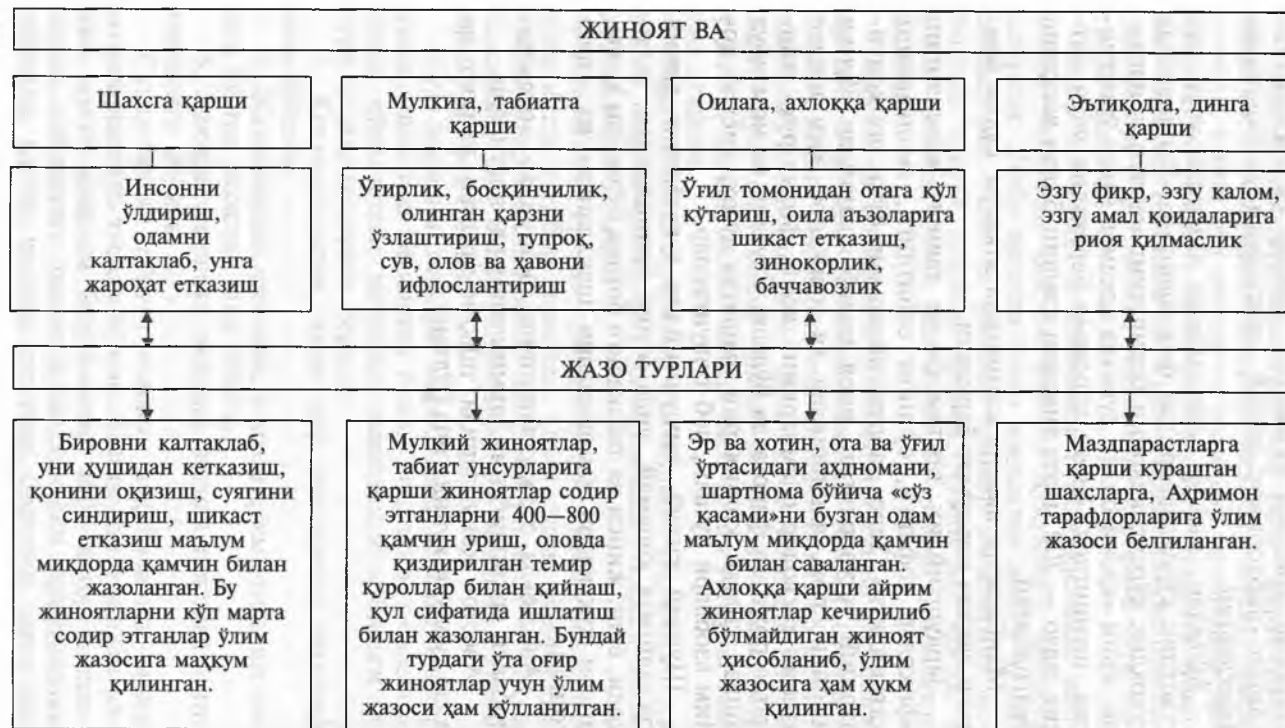 ЖИНОЯТ ВА
Шахсга қарши
Мулкига, табиатга
қарши
Оилага, ахлоққа қарши
Эътиқодга, динга
қарши
Инсонни
ўлдириш,
одамни
калтаклаб, унга
жароҳат етказиш
Ўғирлик, босқинчилик,
олинган қарзни
ўзлаштириш, тупроқ,
сув, олов ва ҳавони
ифлослантириш
Ўғил томонидан отага қўл
кўтариш, оила аъзоларига
шикаст етказиш,
зинокорлик,
баччавозлик
Эзгу фикр, эзгу калом,
эзгу амал қоидаларига
риоя қилмаслик
ЖАЗО ТУРЛАРИ
Бировни калтаклаб,
уни ҳушидан кетказиш,
қонини оқизиш, суягини
синдириш, шикаст
етказиш маълум
миқдорда қамчин билан
жазоланган. Бу
жиноятларни кўп марта
содир этганлар ўлим
жазосига маҳкум
қилинган.
Мулкий жиноятлар,
табиат унсурларига
қарши жиноятлар содир
этганларни 400—800
қамчин уриш, оловда
қиздирилган темир
қуроллар билан қийнаш,
қул сифатида ишлатиш
билан жазоланган. Бундай
турдаги ўта оғир
жиноятлар учун ўлим
жазоси ҳам қўлланилган.
Эр ва хотин, ота ва ўғил
ўртасидаги аҳдномани,
шартнома бўйича «сўз
қасами»ни бузган одам
маълум миқдорда қамчин
билан саваланган.
Ахлоққа қарши айрим
жиноятлар кечирилиб
бўлмайдиган жиноят
ҳисобланиб, ўлим
жазосига ҳам ҳукм
қилинган.
Маздпарастларга
қарши курашган
шахсларга, Аҳримон
тарафдорларига ўлим
жазоси белгиланган.